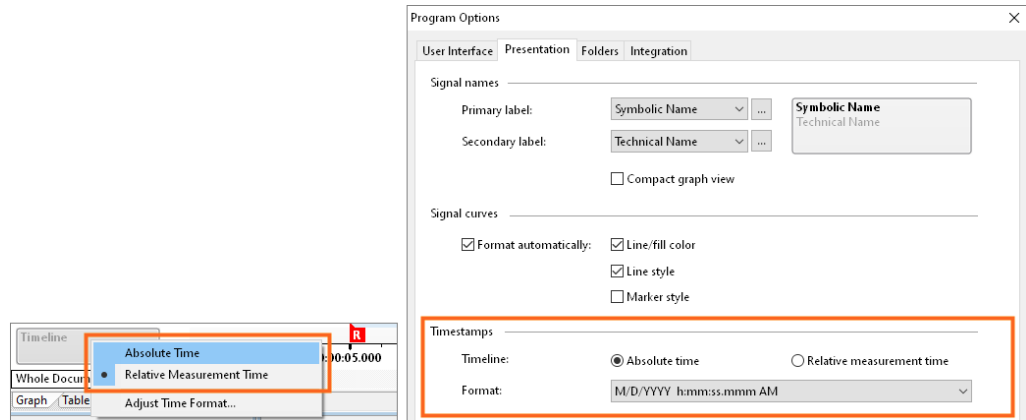 Program Options
User Interface Presentation Folders Integration
Signal names
Primary label: Symbolic Name ...
Secondary label: Technical Name ...
Symbolic Name
Technical Name
Compact graph view
Signal curves
Format automatically: Line/fill color
Line style
Marker style
Timestamps
Timeline: Absolute time Relative measurement time
Format: M/D/YYYY h:mm:ss.mmm AM
Timeline
R
Absolute Time
:00:05.000
Whole
Relative Measurement Time
Graph Table
Adjust Time Format...